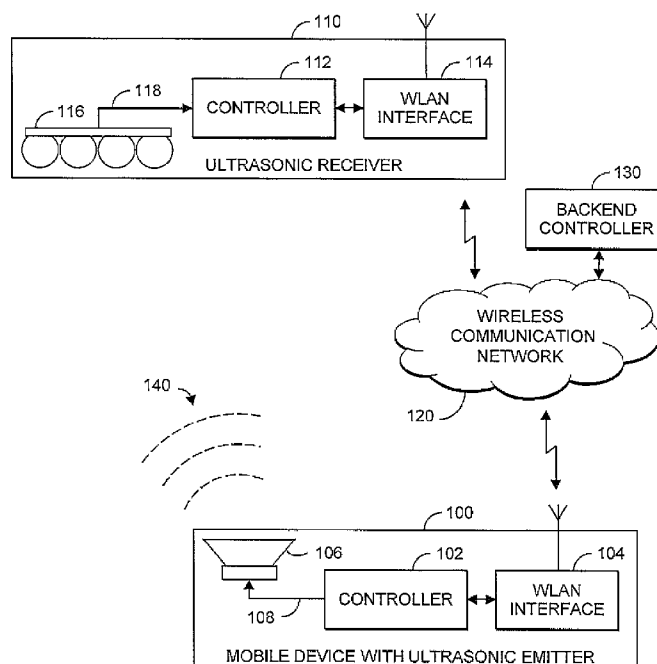 110
112
114
118
116
CONTROLLER
WLAN
INTERFACE
ULTRASONIC RECEIVER
130
BACKEND
CONTROLLER
WIRELESS
COMMUNICATION
NETWORK
120
140
100
106
102
104
108
CONTROLLER
WLAN
INTERFACE
MOBILE DEVICE WITH ULTRASONIC EMITTER